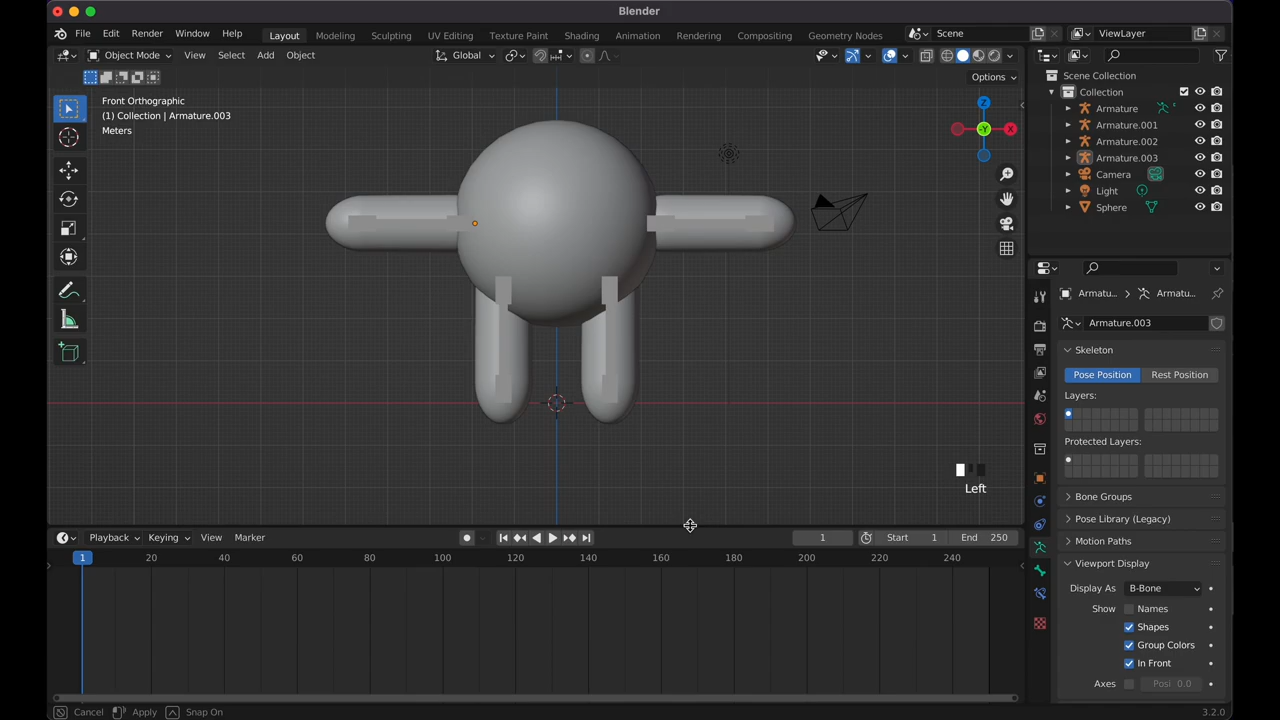 Blender
File Edit Render Window Help Layout Modeling Sculpting UV Editing Texture Paint Shading Animation Rendering Compositing Geometry Nodes Scene ViewLayer
Object Mode View Select Add Object Global
Options
Front Orthographic
(1) Collection | Armature.003
Meters
Z
-Y
X
Left
Scene Collection
Collection
Armature
Armature.001
Armature.002
Armature.003
Camera
Light
Sphere
Armatu... Armatu...
Armature.003
Skeleton
Pose Position Rest Position
Layers:
Protected Layers:
Bone Groups
Pose Library (Legacy)
Motion Paths
Viewport Display
Display As B-Bone
Show Names
Shapes
Group Colors
In Front
Axes Posi 0.0
Playback Keying View Marker 1 Start 1 End 250
1 20 40 60 80 100 120 140 160 180 200 220 240
Cancel Apply Snap On 3.2.0